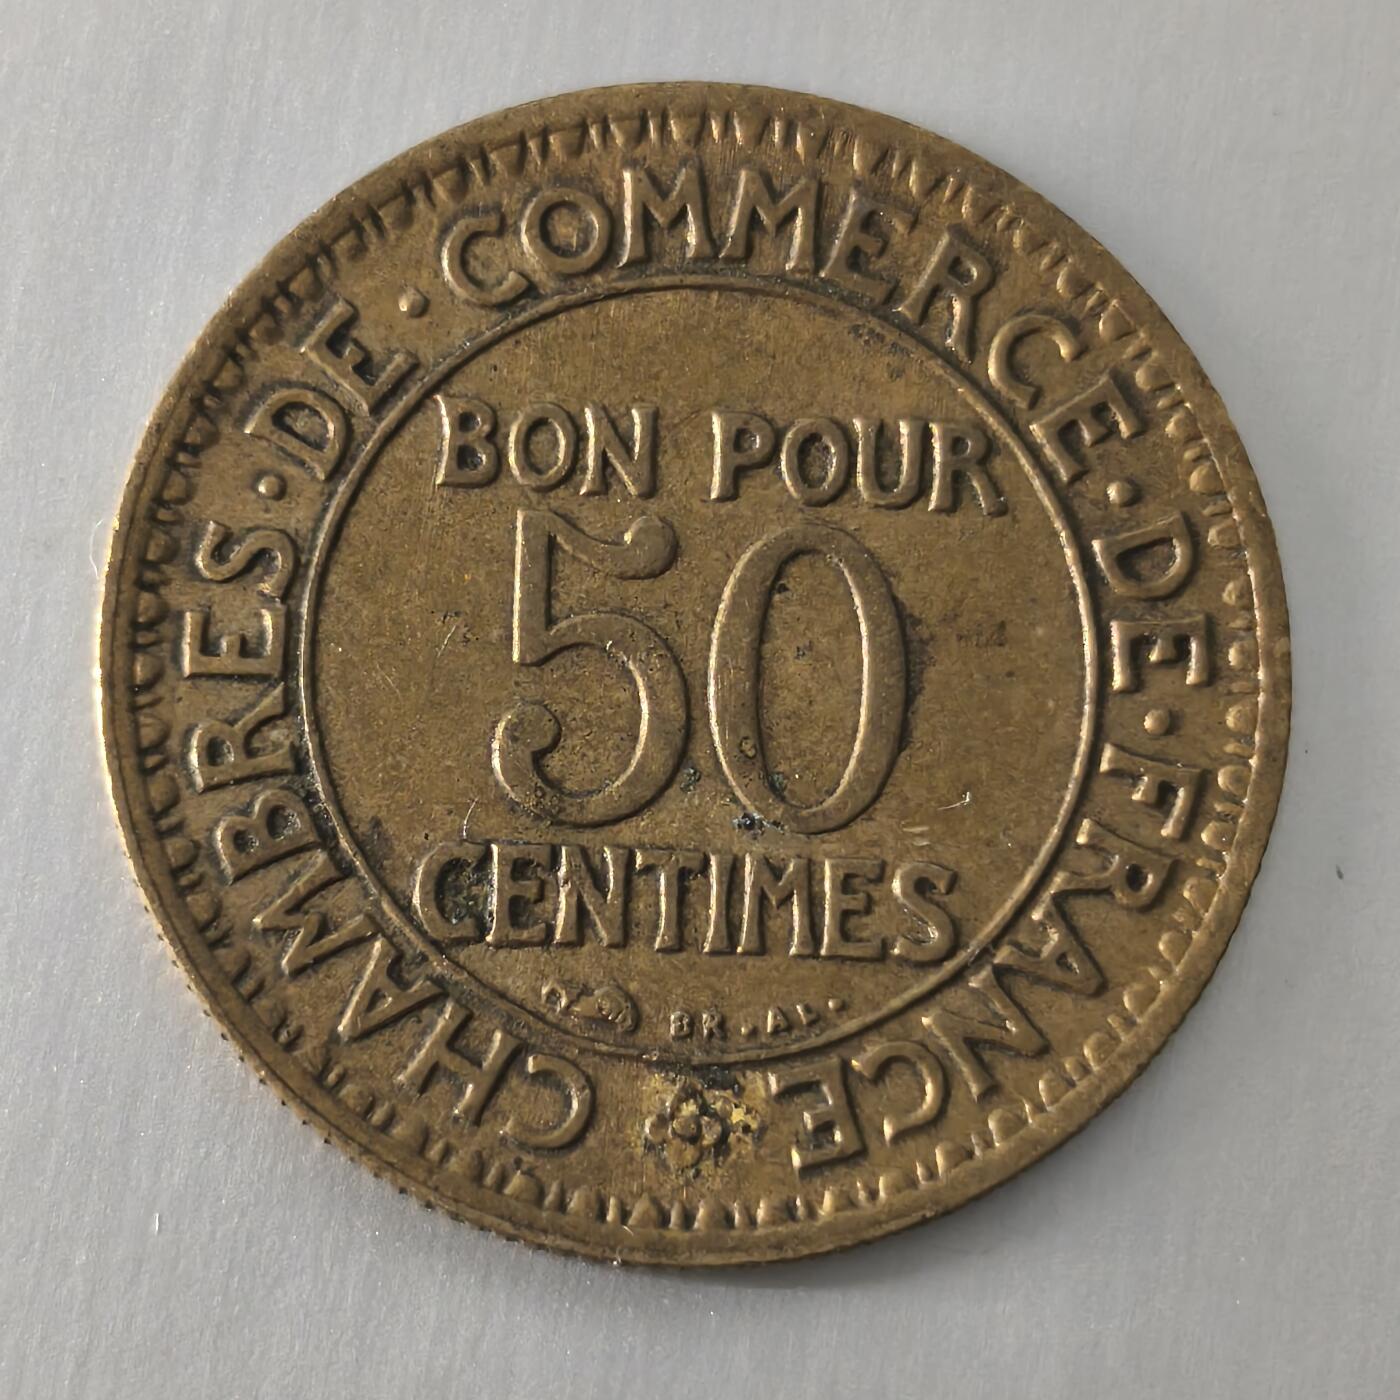 CHAMBRES · DE · COMMERCE · DE · FRANCE
BON POUR
50
CENTIMES
BR . AL .